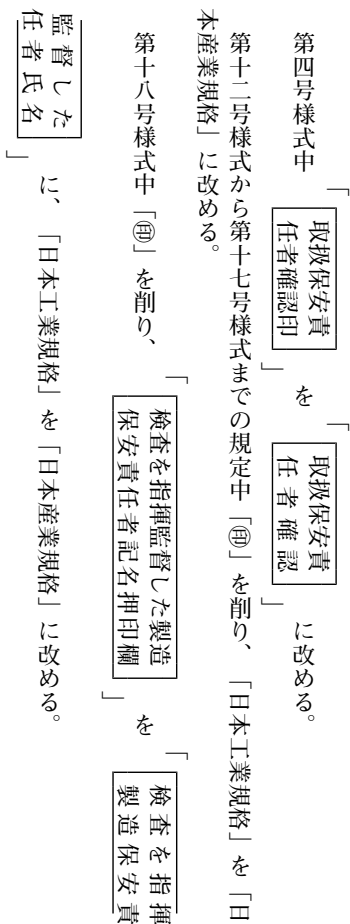 第四号様式中「取扱保安責任者確認印」を「取扱保安責任者確認」に改める。
第十二号様式から第十七号様式までの規定中「㊞」を削り、「日本工業規格」を「日
本産業規格」に改める。
第十八号様式中「㊞」を削り、「検査を指揮監督した製造保安責任者記名押印欄」を「検査を指揮製造保安責
監督した任者氏名」に、「日本工業規格」を「日本産業規格」に改める。